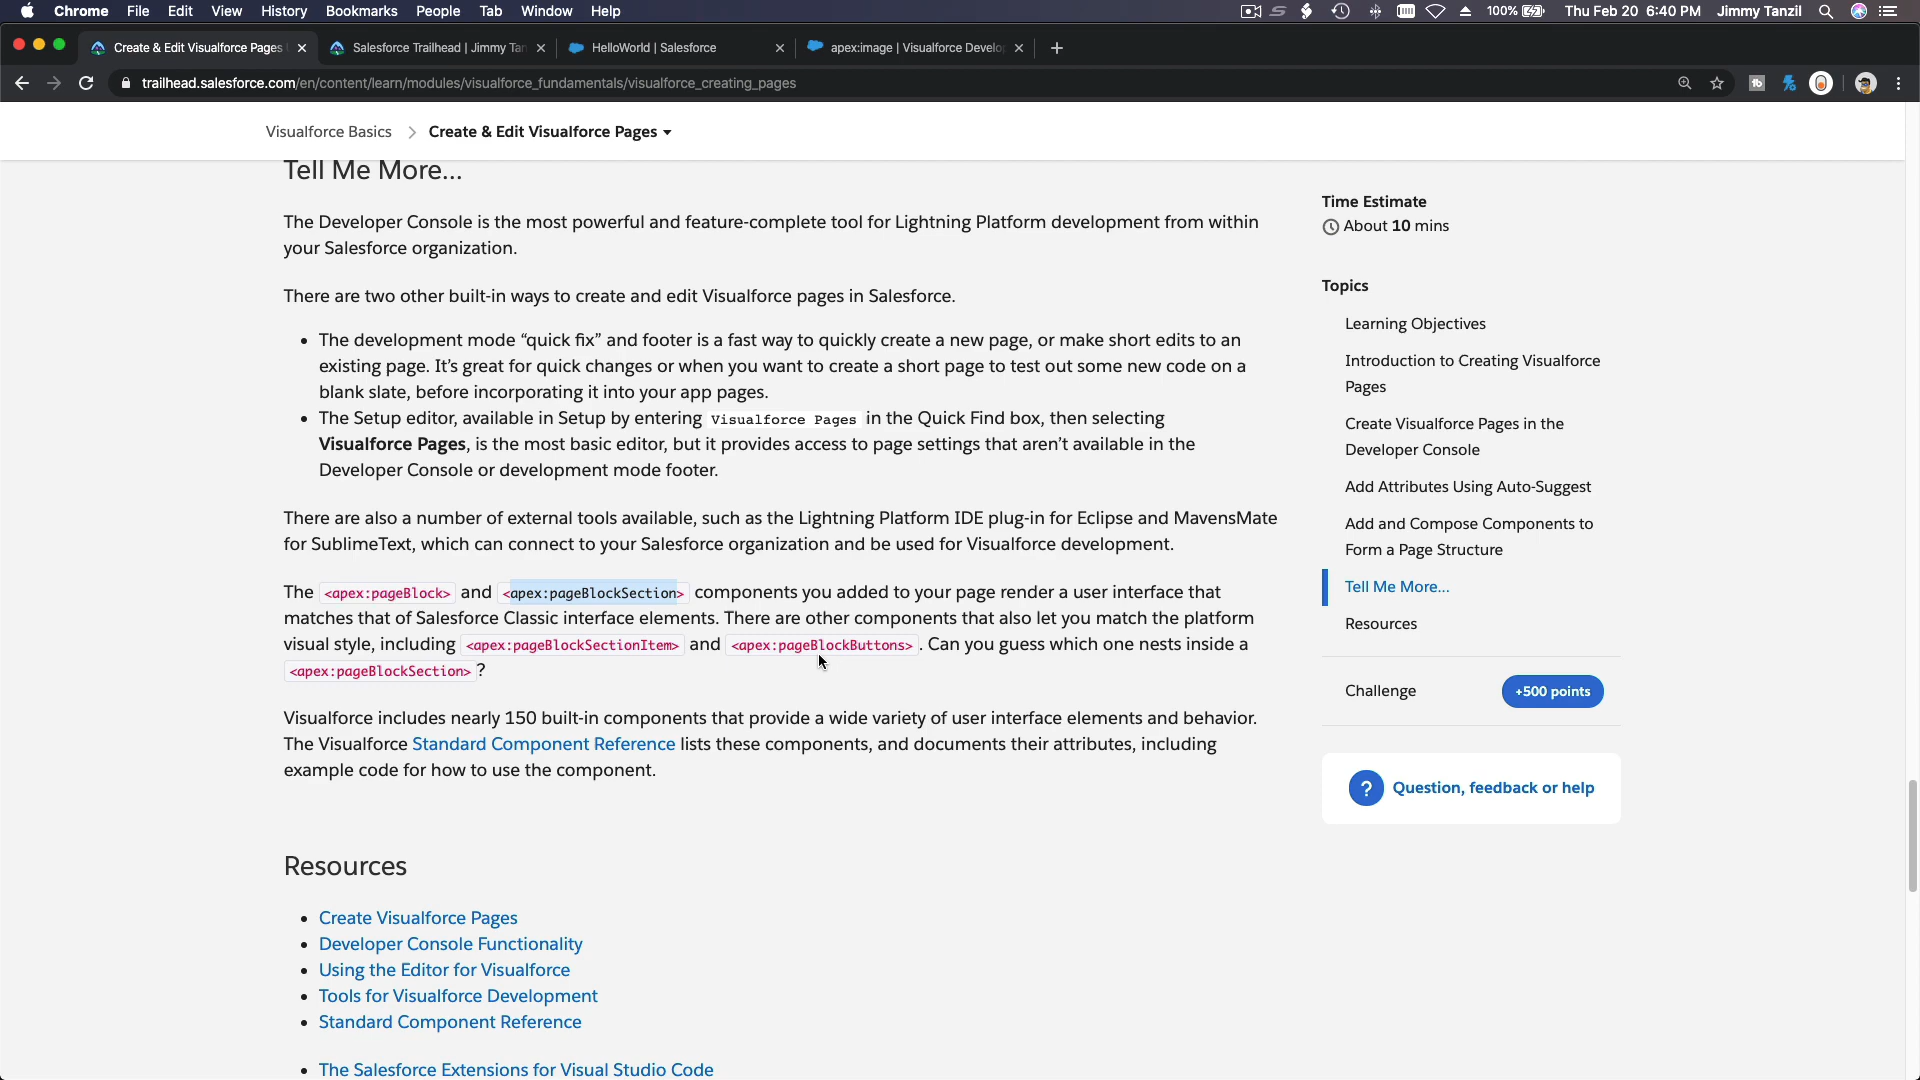 Chrome File Edit View History Bookmarks People Tab Window Help 100% Thu Feb 20 6:40 PM Jimmy Tanzil
Create & Edit Visualforce Pages Salesforce Trailhead | Jimmy Tan HelloWorld | Salesforce apex:image | Visualforce Develo
trailhead.salesforce.com/en/content/learn/modules/visualforce_fundamentals/visualforce_creating_pages
Visualforce Basics Create & Edit Visualforce Pages
Tell Me More...
The Developer Console is the most powerful and feature-complete tool for Lightning Platform development from within
your Salesforce organization.
There are two other built-in ways to create and edit Visualforce pages in Salesforce.
• The development mode “quick fix” and footer is a fast way to quickly create a new page, or make short edits to an
existing page. It’s great for quick changes or when you want to create a short page to test out some new code on a
blank slate, before incorporating it into your app pages.
• The Setup editor, available in Setup by entering Visualforce Pages in the Quick Find box, then selecting
Visualforce Pages, is the most basic editor, but it provides access to page settings that aren’t available in the
Developer Console or development mode footer.
There are also a number of external tools available, such as the Lightning Platform IDE plug-in for Eclipse and MavensMate
for SublimeText, which can connect to your Salesforce organization and be used for Visualforce development.
The <apex:pageBlock> and <apex:pageBlockSection> components you added to your page render a user interface that
matches that of Salesforce Classic interface elements. There are other components that also let you match the platform
visual style, including <apex:pageBlockSectionItem> and <apex:pageBlockButtons>. Can you guess which one nests inside a
<apex:pageBlockSection>?
Visualforce includes nearly 150 built-in components that provide a wide variety of user interface elements and behavior.
The Visualforce Standard Component Reference lists these components, and documents their attributes, including
example code for how to use the component.
Resources
• Create Visualforce Pages
• Developer Console Functionality
• Using the Editor for Visualforce
• Tools for Visualforce Development
• Standard Component Reference
• The Salesforce Extensions for Visual Studio Code
Time Estimate
About 10 mins
Topics
Learning Objectives
Introduction to Creating Visualforce
Pages
Create Visualforce Pages in the
Developer Console
Add Attributes Using Auto-Suggest
Add and Compose Components to
Form a Page Structure
Tell Me More...
Resources
Challenge +500 points
? Question, feedback or help